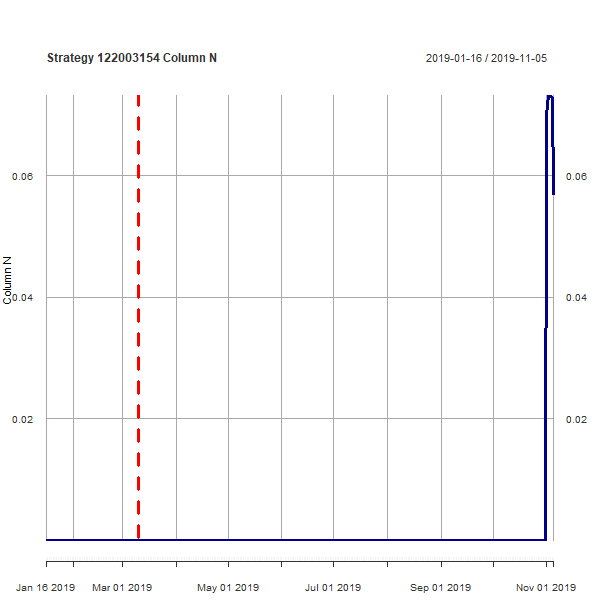 Strategy 122003154 Column N
2019-01-16 / 2019-11-05
Column N
0.06
0.06
0.04
0.04
0.02
0.02
Jan 16 2019
Mar 01 2019
May 01 2019
Jul 01 2019
Sep 01 2019
Nov 01 2019